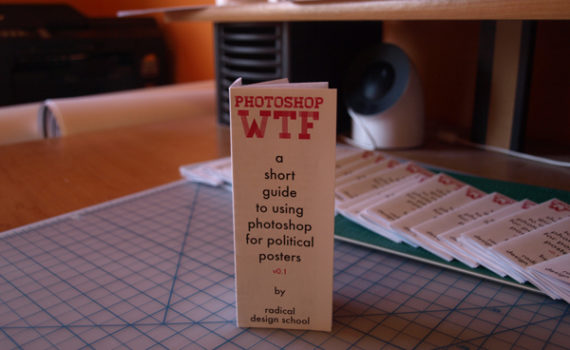 PHOTOSHOP
WTF
a
short
guide
to using
photoshop
for political
posters
v0.1
by
radical
design school